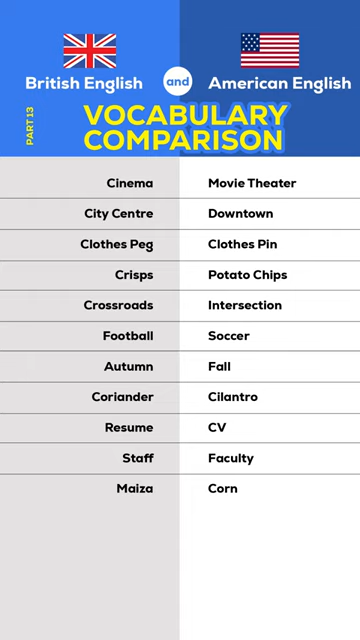 British English and American English
PART 13
VOCABULARY
COMPARISON
Cinema Movie Theater
City Centre Downtown
Clothes Peg Clothes Pin
Crisps Potato Chips
Crossroads Intersection
Football Soccer
Autumn Fall
Coriander Cilantro
Resume CV
Staff Faculty
Maiza Corn